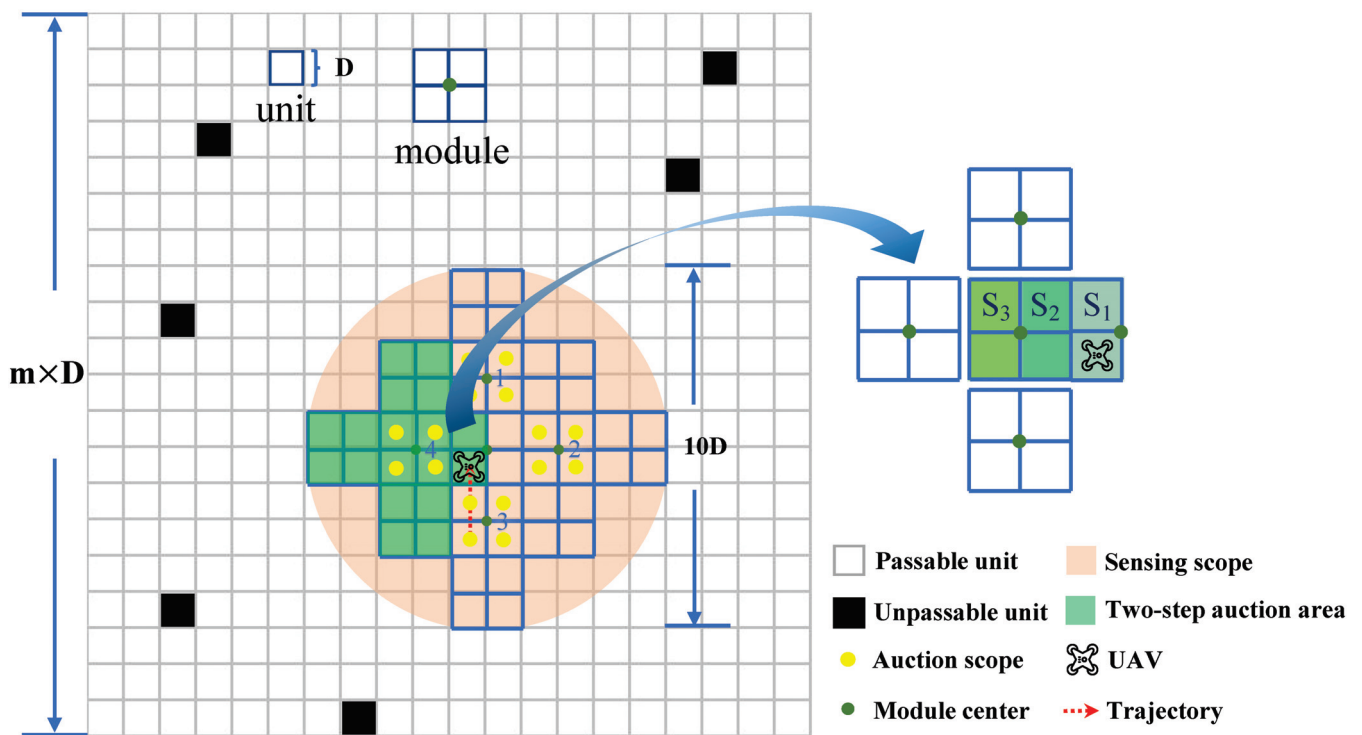 D
unit
module
m×D
10D
1
4
2
3
S3 S2 S1
Passable unit
Sensing scope
Unpassable unit
Two-step auction area
Auction scope
UAV
Module center
Trajectory